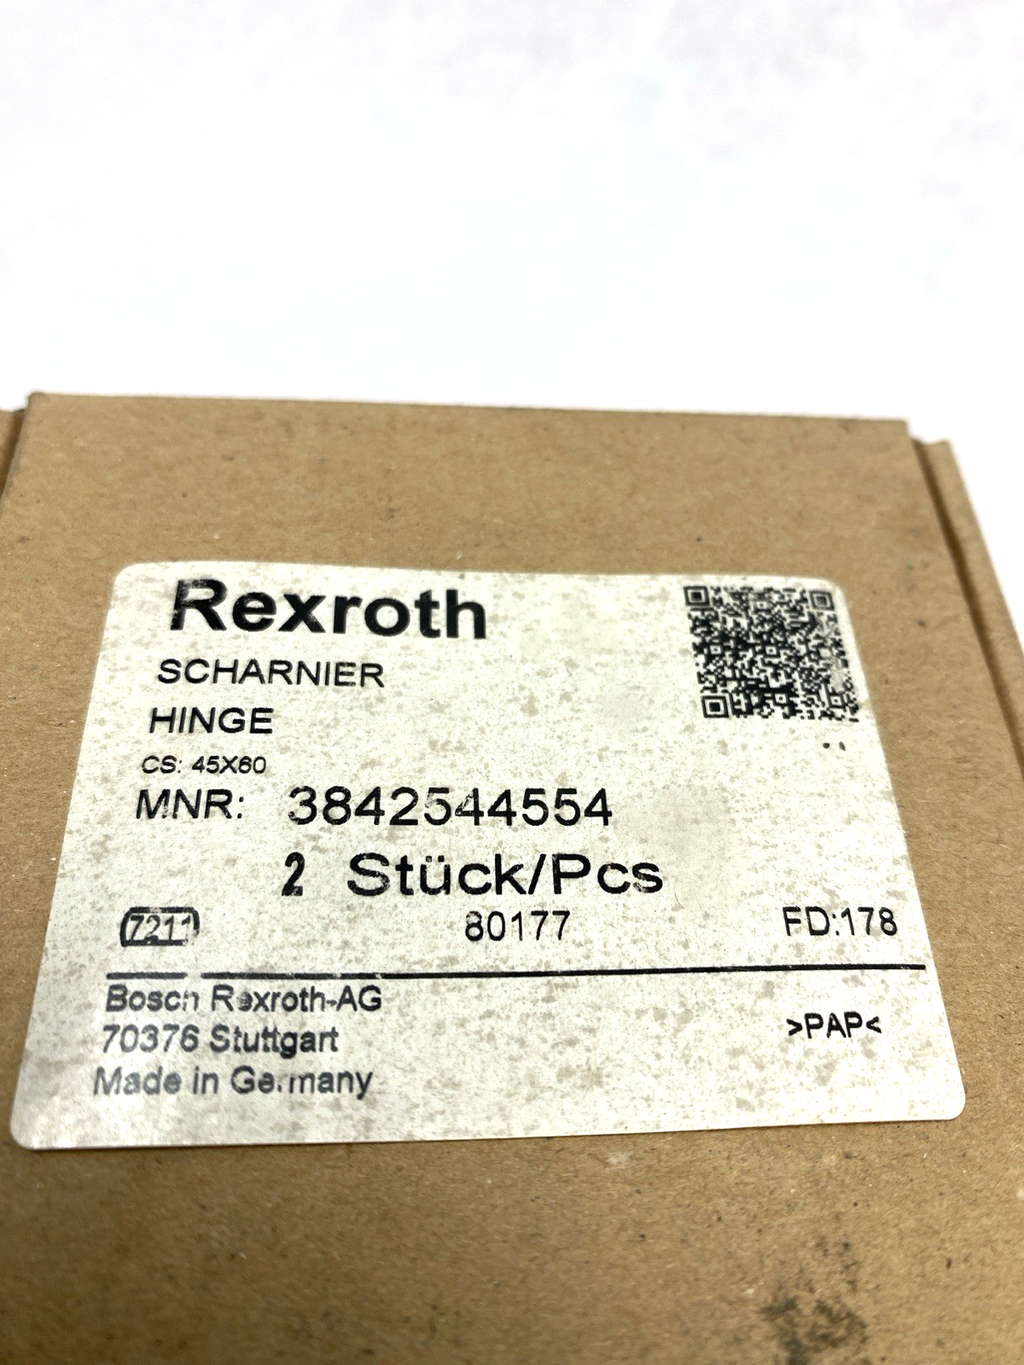 Rexroth
SCHARNIER
HINGE
CS: 45X60
MNR: 3842544554
2 Stück/Pcs
7211 80177 FD:178
Bosch Rexroth-AG
70376 Stuttgart
>PAP<
Made in Germany